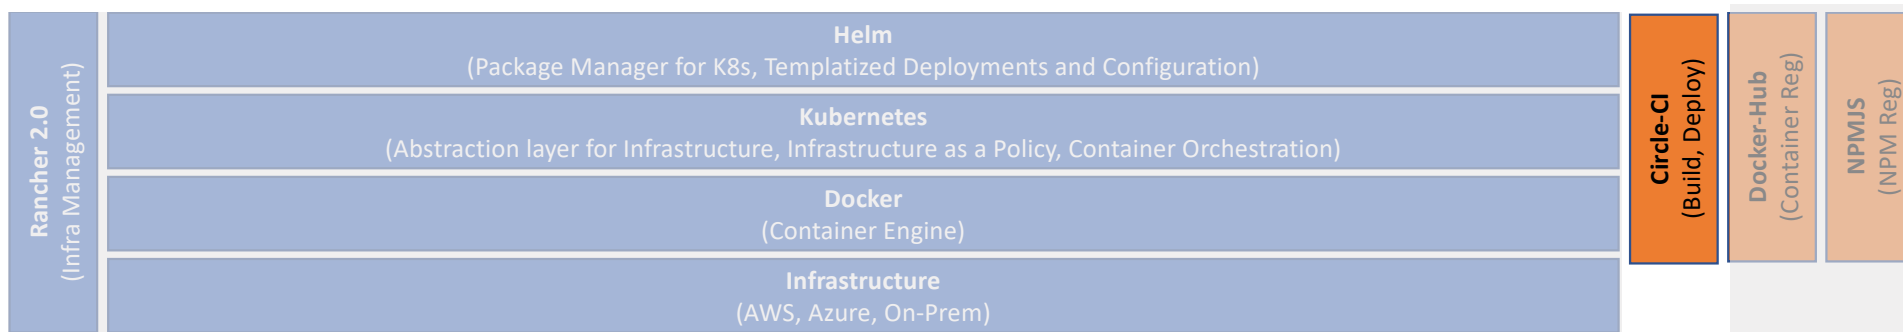 Rancher 2.0
(Infra Management)
Helm
(Package Manager for K8s, Templatized Deployments and Configuration)
Kubernetes
(Abstraction layer for Infrastructure, Infrastructure as a Policy, Container Orchestration)
Docker
(Container Engine)
Infrastructure
(AWS, Azure, On-Prem)
Circle-CI
(Build, Deploy)
Docker-Hub
(Container Reg)
NPMJS
(NPM Reg)